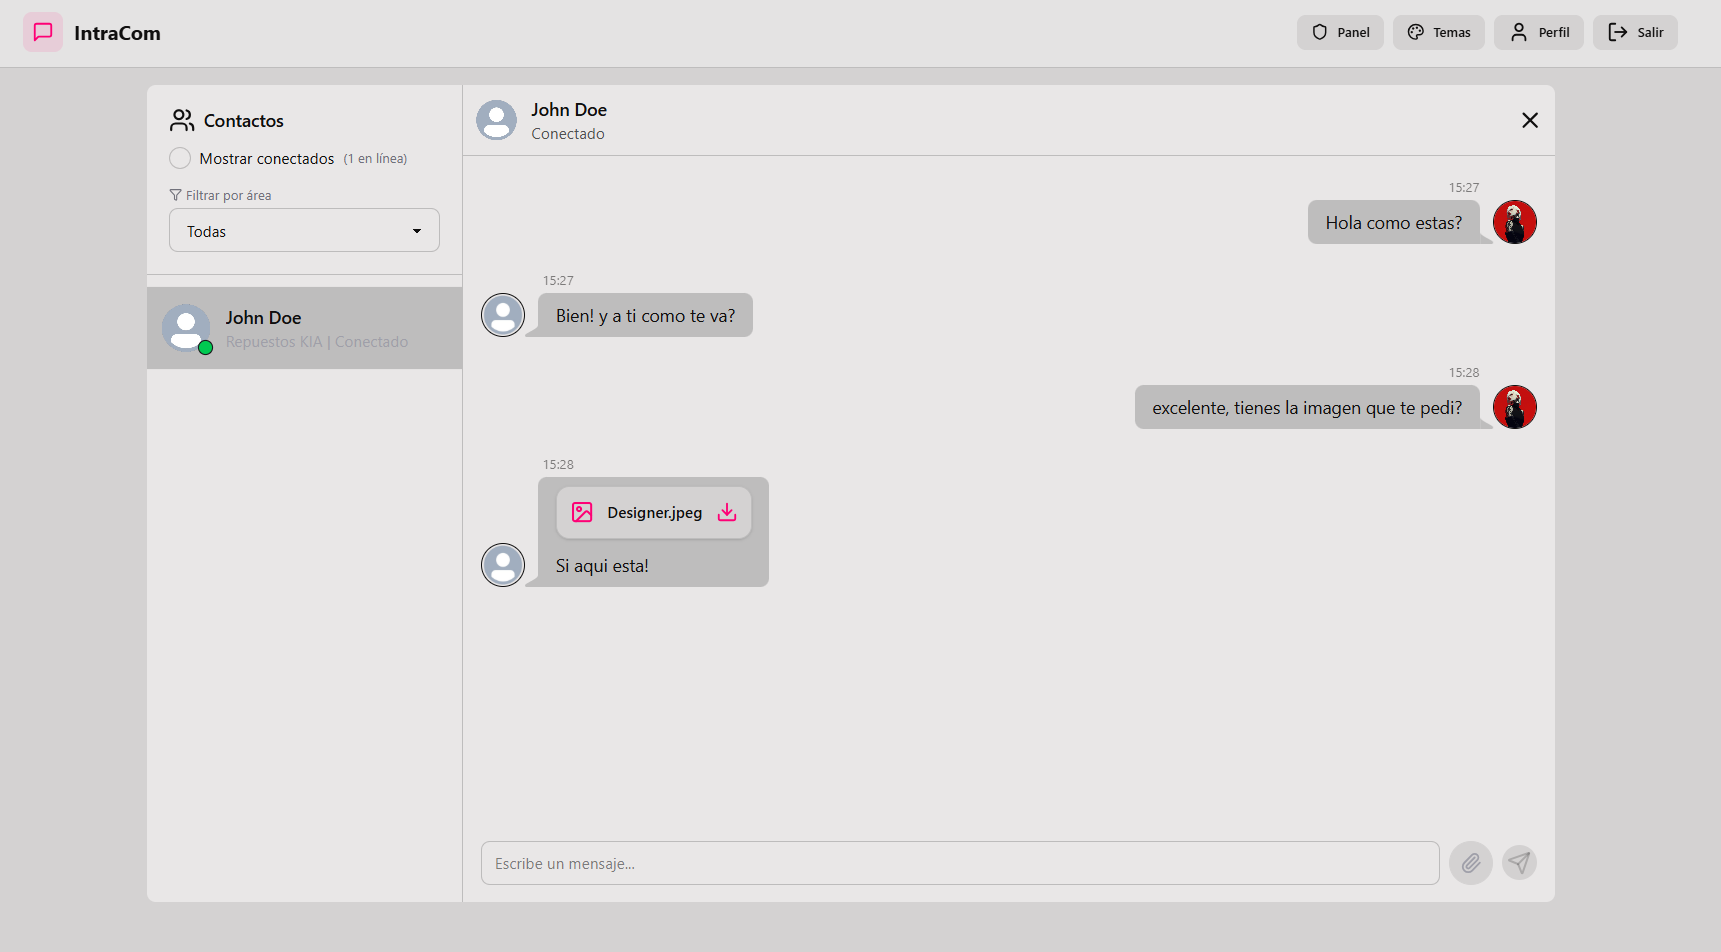 IntraCom
Panel
Temas
Perfil
Salir
Contactos
Mostrar conectados (1 en línea)
Filtrar por área
Todas
John Doe
Repuestos KIA | Conectado
John Doe
Conectado
15:27
Hola como estas?
15:27
Bien! y a ti como te va?
15:28
excelente, tienes la imagen que te pedi?
15:28
Designer.jpeg
Si aqui esta!
Escribe un mensaje...